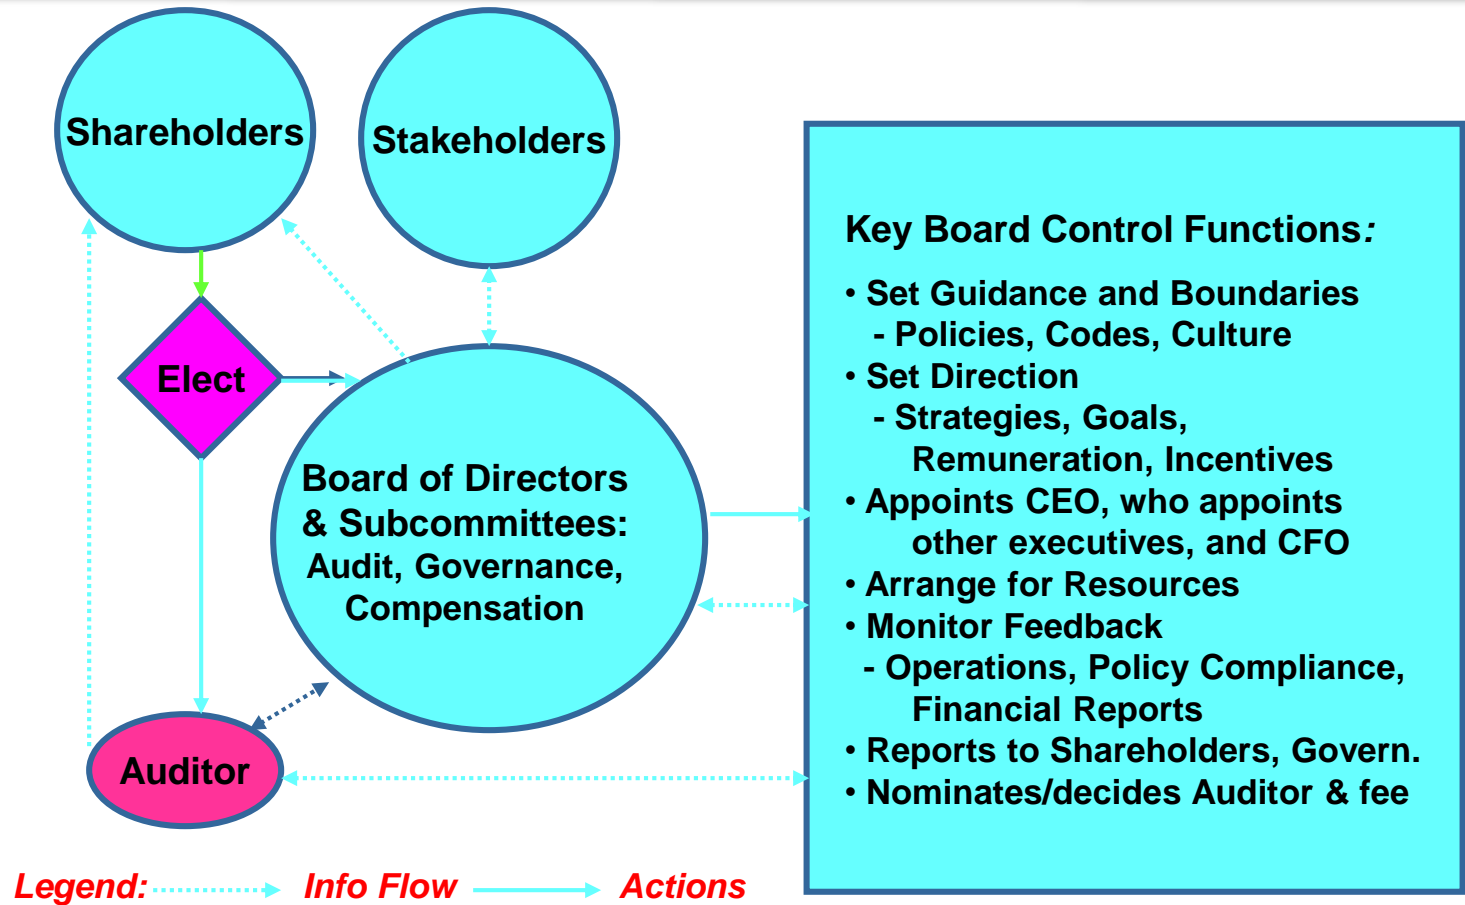 Shareholders
Stakeholders
Elect
Board of Directors
& Subcommittees:
Audit, Governance,
Compensation
Auditor
Key Board Control Functions:
• Set Guidance and Boundaries
- Policies, Codes, Culture
• Set Direction
- Strategies, Goals,
Remuneration, Incentives
• Appoints CEO, who appoints
other executives, and CFO
• Arrange for Resources
• Monitor Feedback
- Operations, Policy Compliance,
Financial Reports
• Reports to Shareholders, Govern.
• Nominates/decides Auditor & fee
Legend: Info Flow Actions